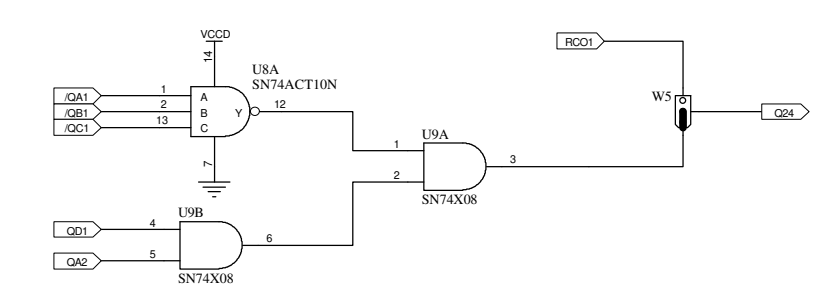 VCCD
RCO1
14
U8A
SN74ACT10N
/QA1 1 A
/QB1 2 B Y 12
/QC1 13 C
W5
Q24
7
1 U9A
3
2
SN74X08
U9B
QD1 4
6
QA2 5
SN74X08